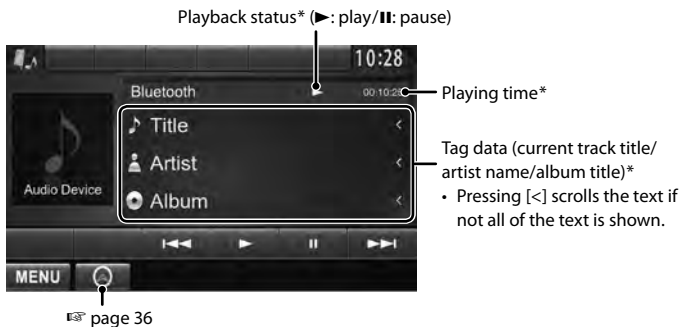 Playback status* (►: play/❚❚: pause)
10:28
Bluetooth ► 00:10:28
Playing time*
Title <
Artist <
Album <
Audio Device
Tag data (current track title/
artist name/album title)*
• Pressing [<] scrolls the text if
not all of the text is shown.
MENU
☞ page 36